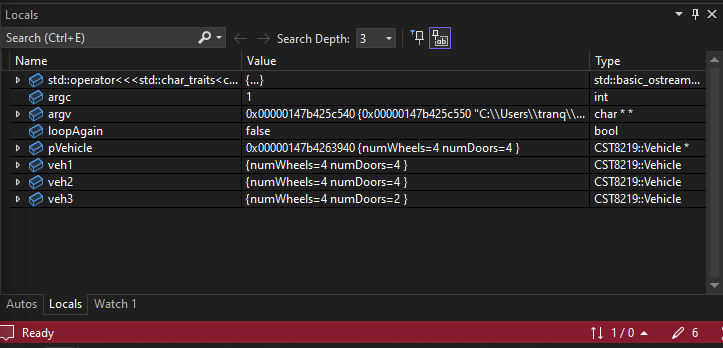 Locals
Search (Ctrl+E) Search Depth: 3
Name Value Type
std::operator<<<std::char_traits<c... {...} std::basic_ostream...
argc 1 int
argv 0x00000147b425c540 {0x00000147b425c550 "C:\\Users\\tranq\\... char * *
loopAgain false bool
pVehicle 0x00000147b4263940 {numWheels=4 numDoors=4 } CST8219::Vehicle *
veh1 {numWheels=4 numDoors=4 } CST8219::Vehicle
veh2 {numWheels=4 numDoors=4 } CST8219::Vehicle
veh3 {numWheels=4 numDoors=2 } CST8219::Vehicle
Autos Locals Watch 1
Ready 1 / 0 6